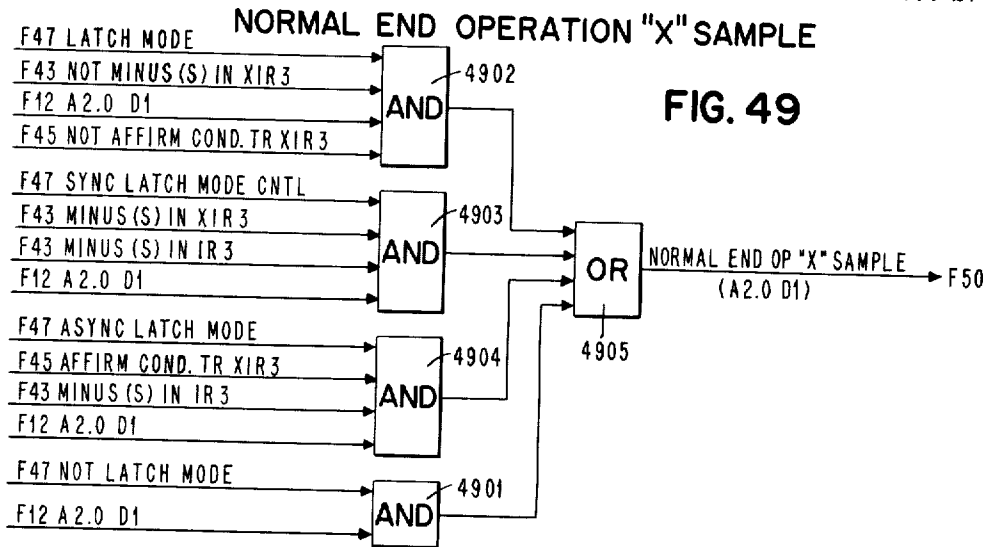 NORMAL END OPERATION "X" SAMPLE
FIG. 49
F47 LATCH MODE
F43 NOT MINUS (S) IN XIR3
F12 A2.0 D1
F45 NOT AFFIRM COND. TR XIR3
AND
4902
F47 SYNC LATCH MODE CNTL
F43 MINUS (S) IN XIR3
F43 MINUS (S) IN IR3
F12 A2.0 D1
AND
4903
F47 ASYNC LATCH MODE
F45 AFFIRM COND. TR XIR3
F43 MINUS (S) IN IR3
F12 A2.0 D1
AND
4904
F47 NOT LATCH MODE
F12 A2.0 D1
AND
4901
OR
4905
NORMAL END OP "X" SAMPLE
(A2.0 D1)
F50